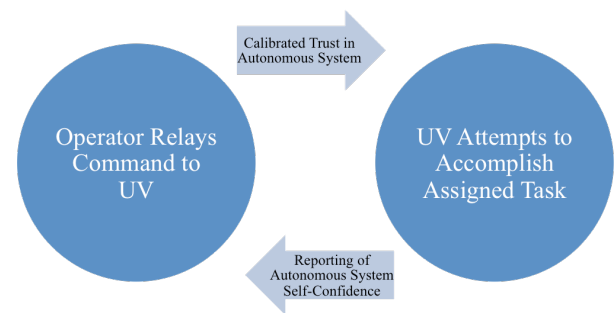 Calibrated Trust in
Autonomous System
Operator Relays
Command to
UV
UV Attempts to
Accomplish
Assigned Task
Reporting of
Autonomous System
Self-Confidence